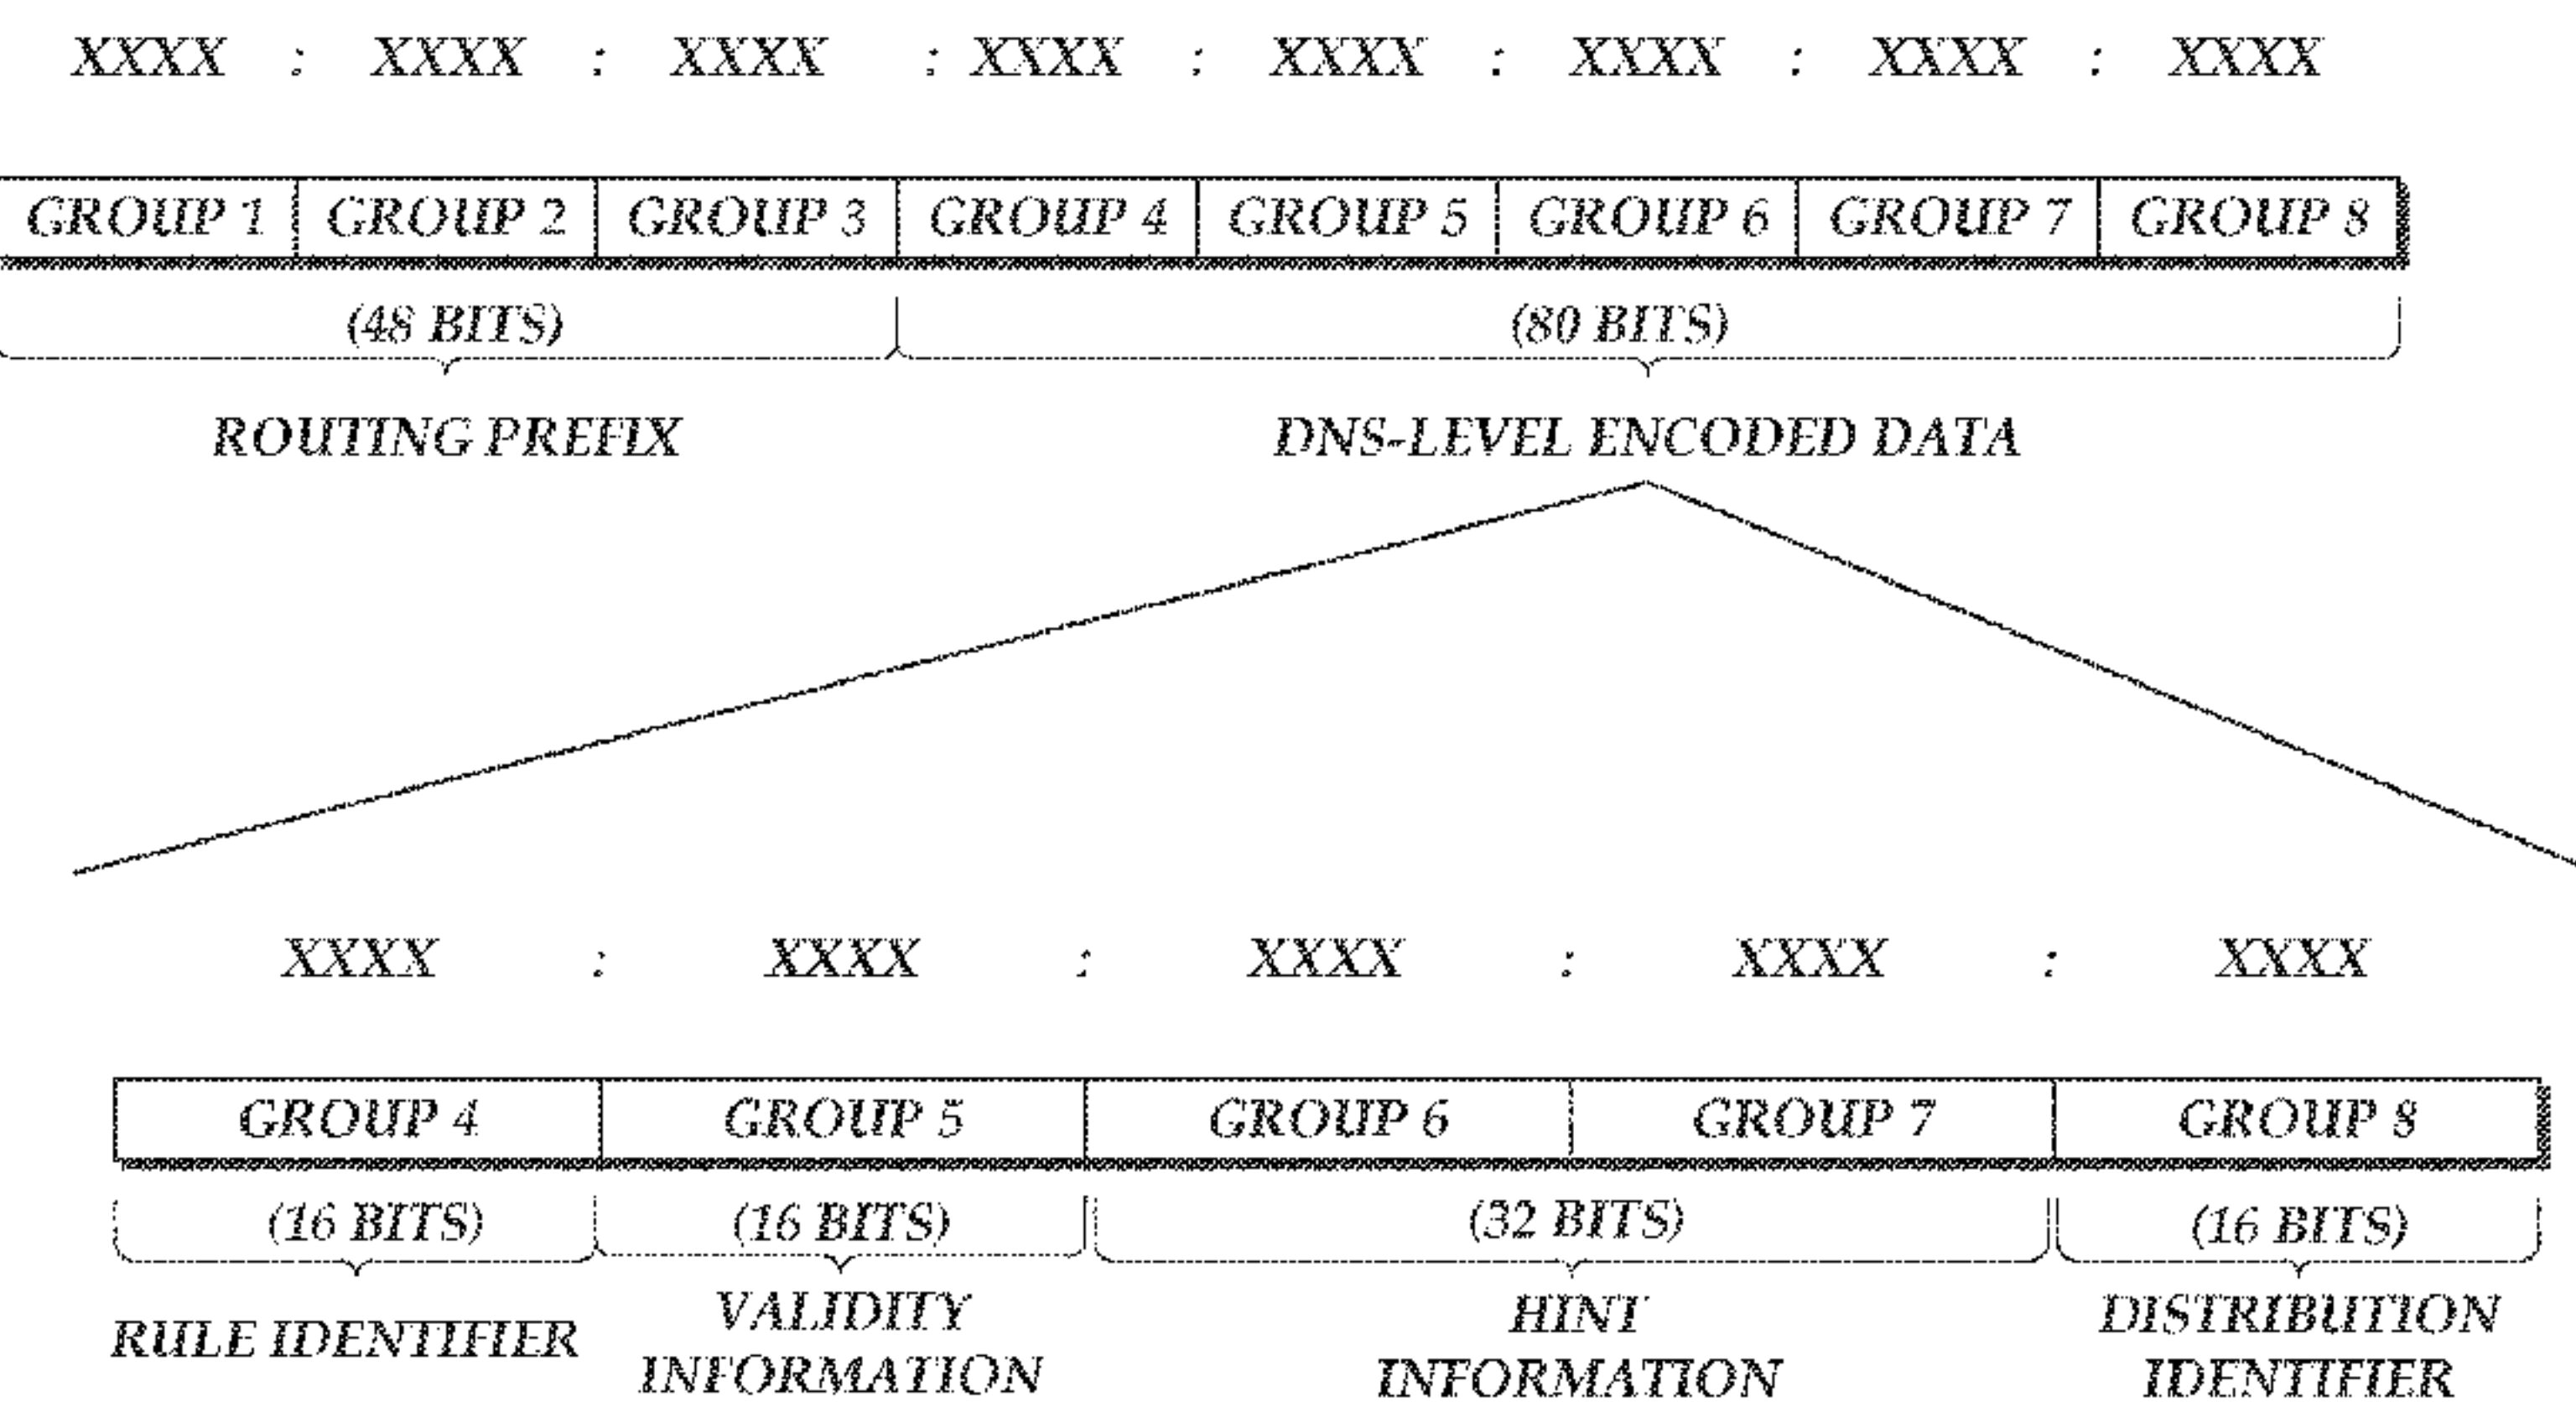 XXXX : XXXX : XXXX : XXXX : XXXX : XXXX : XXXX : XXXX
GROUP 1 GROUP 2 GROUP 3 GROUP 4 GROUP 5 GROUP 6 GROUP 7 GROUP 8
(48 BITS) (80 BITS)
ROUTING PREFIX DNS-LEVEL ENCODED DATA
XXXX : XXXX : XXXX : XXXX : XXXX
GROUP 4 GROUP 5 GROUP 6 GROUP 7 GROUP 8
(16 BITS) (16 BITS) (32 BITS) (16 BITS)
RULE IDENTIFIER
VALIDITY
INFORMATION
HINT
INFORMATION
DISTRIBUTION
IDENTIFIER